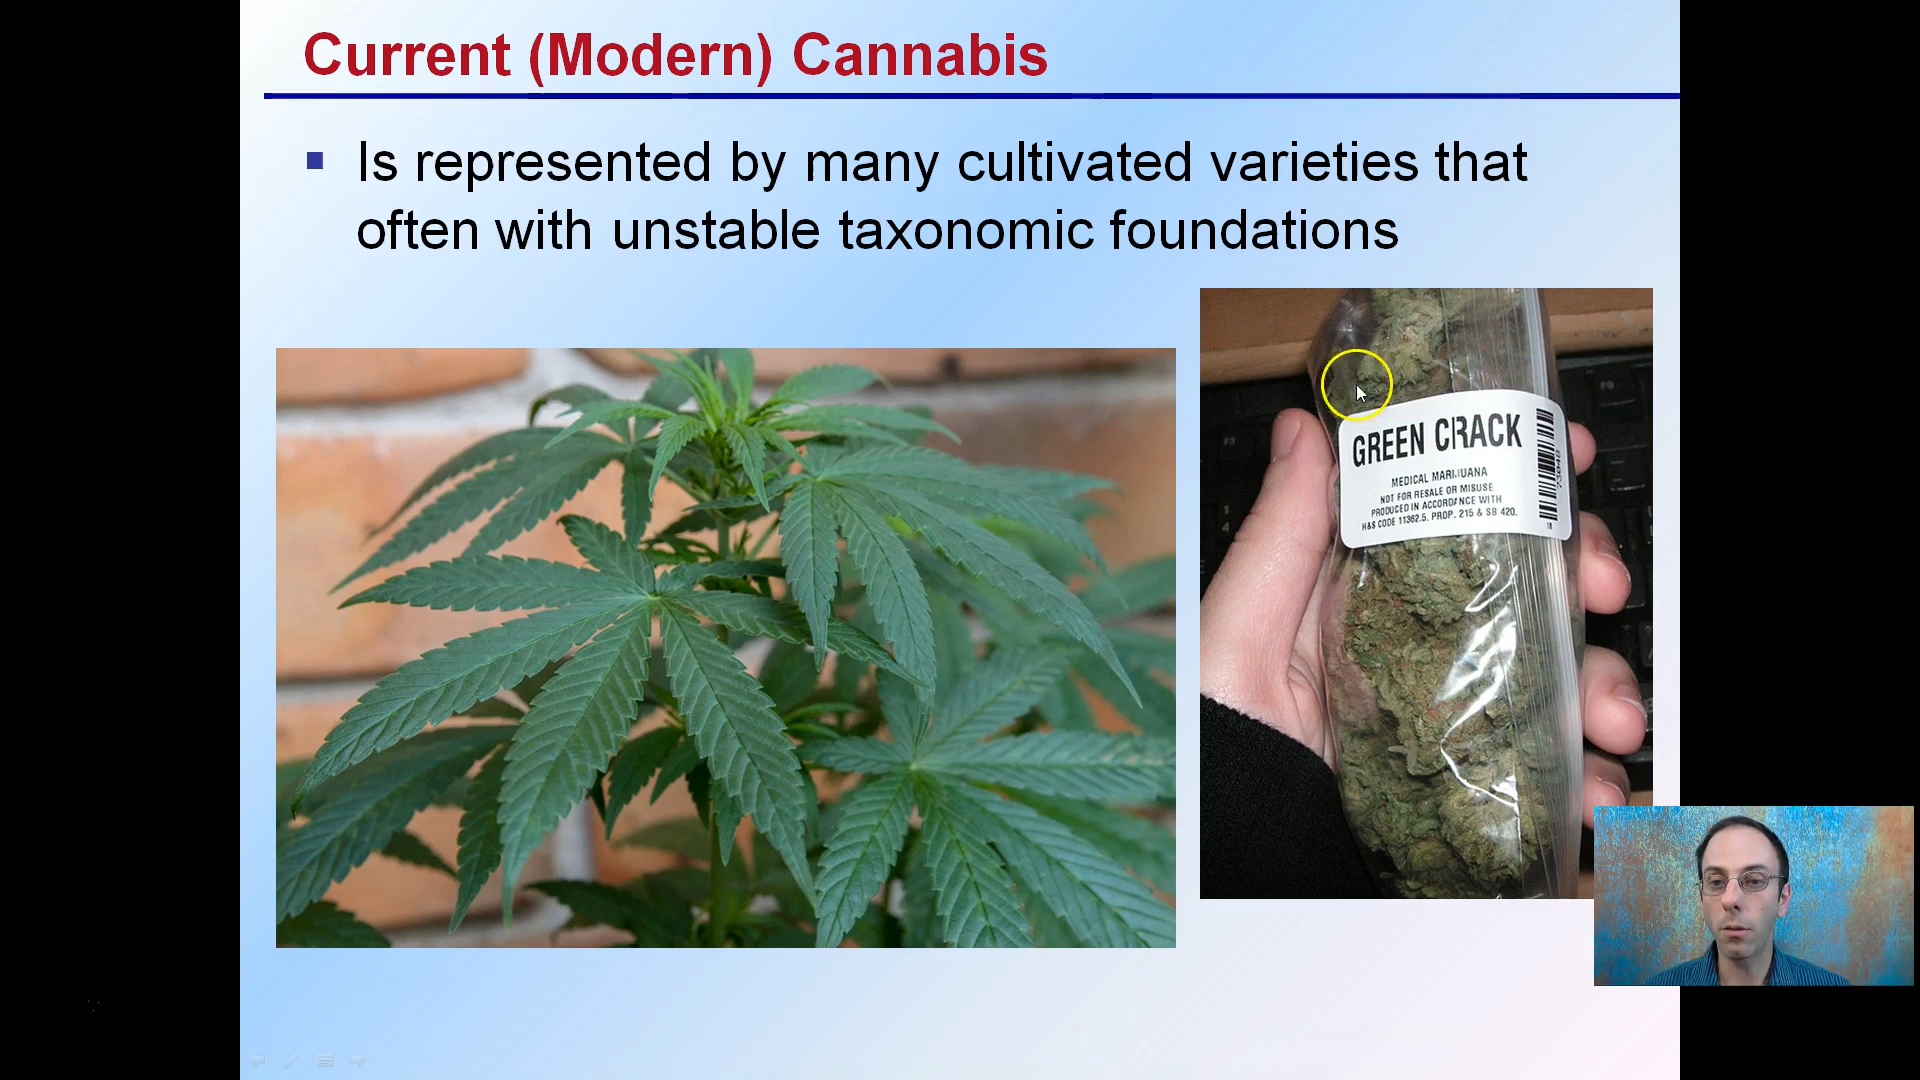 Current (Modern) Cannabis
Is represented by many cultivated varieties that
often with unstable taxonomic foundations
GREEN CRACK
MEDICAL MARIJUANA
NOT FOR RESALE OR MISUSE
PRODUCED IN ACCORDANCE WITH
H&S CODE 11362.5. PROP. 215 & SB 420.